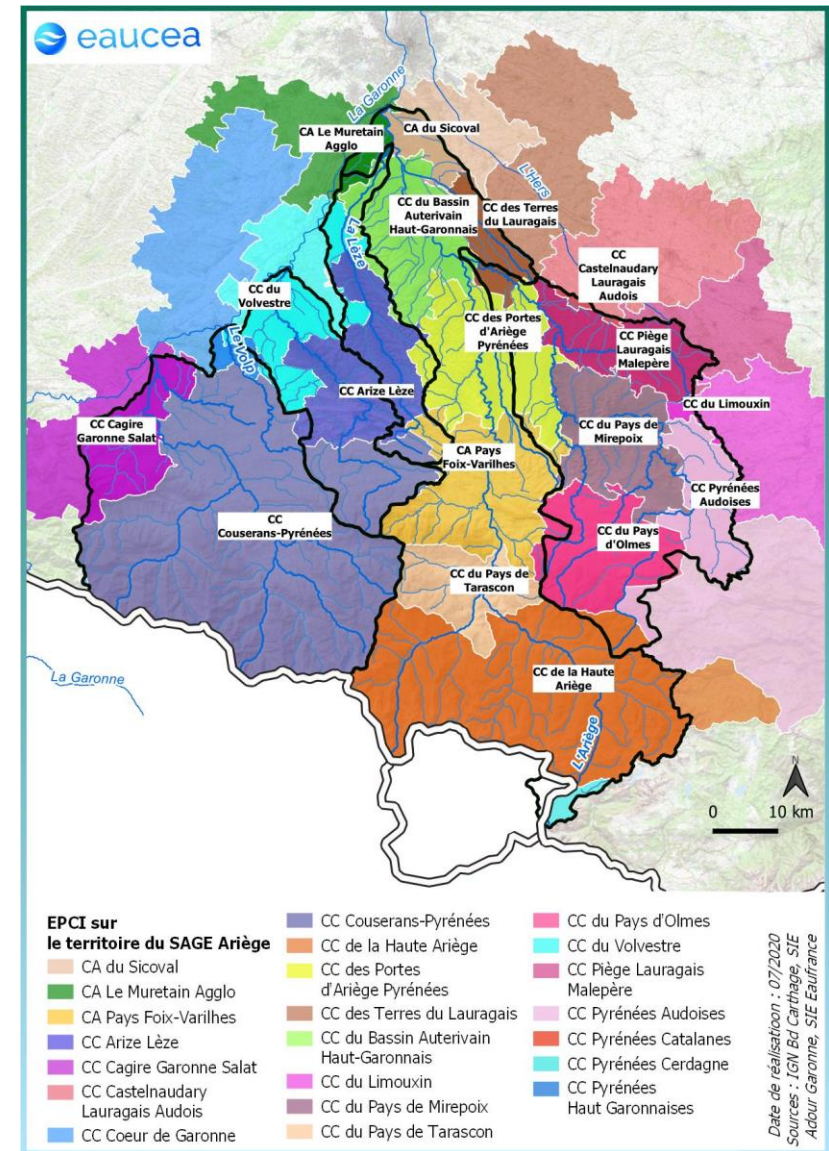 eaucea
La Garonne
CA Le Muretain
Agglo
CA du Sicoval
L'Hers
CC du Bassin
Auterivain
Haut-Garonnais
CC des Terres
du Lauragais
La Lèze
CC
Castelnaudary
Lauragais
Audois
CC du
Volvestre
CC des Portes
d'Ariège
Pyrénées
Le Volp
CC Piège
Lauragais
Malepère
CC Arize Lèze
CC du Limouxin
CC Cagire
Garonne Salat
CC du Pays de
Mirepoix
CA Pays
Foix-Varilhes
CC Pyrénées
Audoises
CC
Couserans-Pyrénées
CC du Pays
d'Olmes
CC du Pays de
Tarascon
La Garonne
CC de la Haute
Ariège
L'Ariège
N
0 10 km
EPCI sur
le territoire du SAGE Ariège
CA du Sicoval
CA Le Muretain Agglo
CA Pays Foix-Varilhes
CC Arize Lèze
CC Cagire Garonne Salat
CC Castelnaudary
Lauragais Audois
CC Coeur de Garonne
CC Couserans-Pyrénées
CC de la Haute Ariège
CC des Portes
d'Ariège Pyrénées
CC des Terres du Lauragais
CC du Bassin Auterivain
Haut-Garonnais
CC du Limouxin
CC du Pays de Mirepoix
CC du Pays de Tarascon
CC du Pays d'Olmes
CC du Volvestre
CC Piège Lauragais
Malepère
CC Pyrénées Audoises
CC Pyrénées Catalanes
CC Pyrénées Cerdagne
CC Pyrénées
Haut Garonnaises
Date de réalisation : 07/2020
Sources : IGN Bd Carthage, SIE
Adour Garonne, SIE Eaufrance